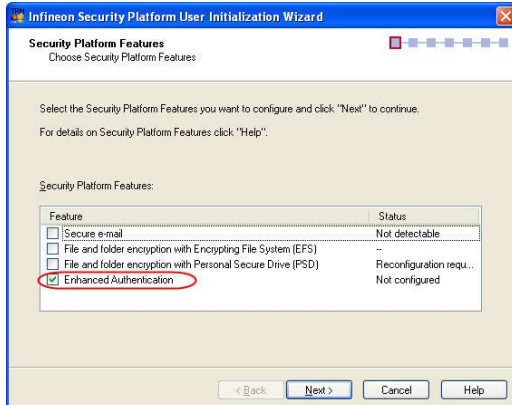 Infineon Security Platform User Initialization Wizard
Security Platform Features
Choose Security Platform Features
Select the Security Platform Features you want to configure and click "Next" to continue.
For details on Security Platform Features click "Help".
Security Platform Features:
Feature Status
Secure e-mail Not detectable
File and folder encryption with Encrypting File System (EFS) --
File and folder encryption with Personal Secure Drive (PSD) Reconfiguration requ...
Enhanced Authentication Not configured
< Back Next > Cancel Help